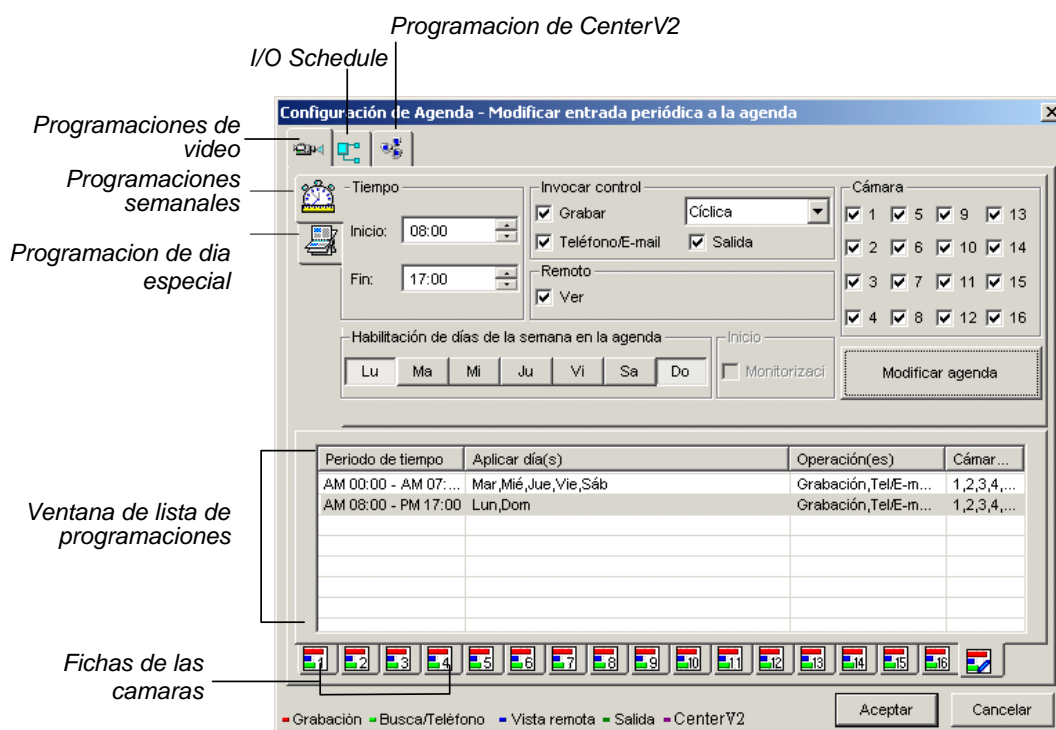 Programacion de CenterV2
I/O Schedule
Programaciones de
video
Programaciones
semanales
Programacion de dia
especial
Ventana de lista de
programaciones
Fichas de las
camaras
Configuración de Agenda - Modificar entrada periódica a la agenda
Tiempo
Inicio: 08:00
Fin: 17:00
Invocar control
Grabar Cíclica
Teléfono/E-mail Salida
Remoto
Ver
Cámara
1 5 9 13
2 6 10 14
3 7 11 15
4 8 12 16
Habilitación de días de la semana en la agenda
Lu Ma Mi Ju Vi Sa Do
Inicio
Monitorizaci
Modificar agenda
Periodo de tiempo Aplicar día(s) Operación(es) Cámar...
AM 00:00 - AM 07:... Mar,Mié,Jue,Vie,Sáb Grabación,Tel/E-m... 1,2,3,4,...
AM 08:00 - PM 17:00 Lun,Dom Grabación,Tel/E-m... 1,2,3,4,...
1 2 3 4 5 6 7 8 9 10 11 12 13 14 15 16
Grabación Busca/Teléfono Vista remota Salida CenterV2
Aceptar Cancelar